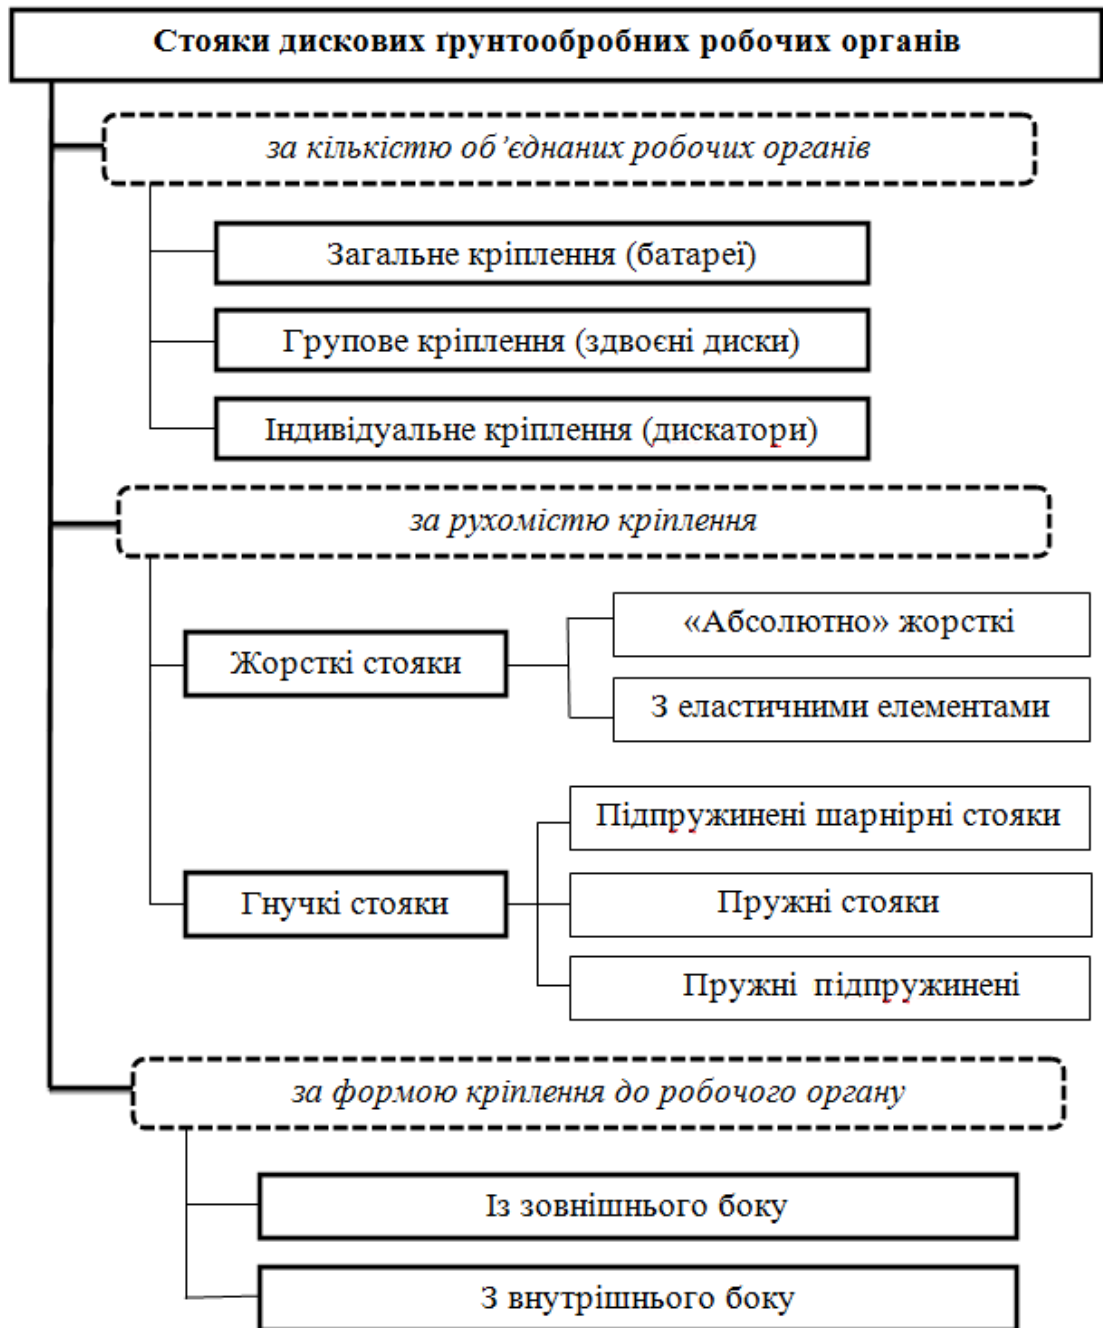 Стояки дискових ґрунтообробних робочих органів
за кількістю об’єднаних робочих органів
Загальне кріплення (батареї)
Групове кріплення (здвоєні диски)
Індивідуальне кріплення (дискатори)
за рухомістю кріплення
«Абсолютно» жорсткі
Жорсткі стояки
З еластичними елементами
Підпружинені шарнірні стояки
Гнучкі стояки
Пружні стояки
Пружні підпружинені
за формою кріплення до робочого органу
Із зовнішнього боку
З внутрішнього боку